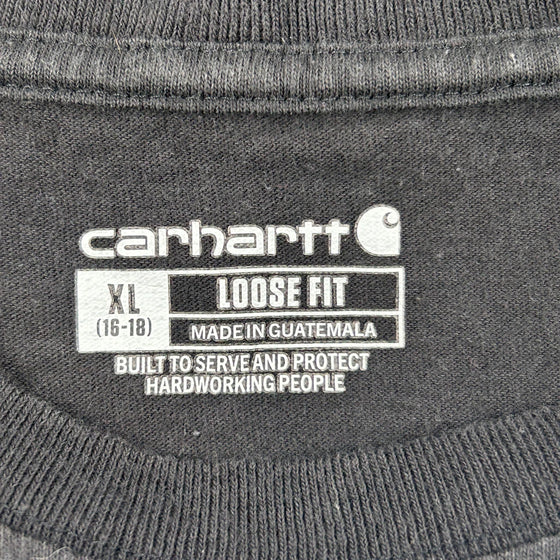 carhartt
XL
(16-18)
LOOSE FIT
MADE IN GUATEMALA
BUILT TO SERVE AND PROTECT
HARDWORKING PEOPLE